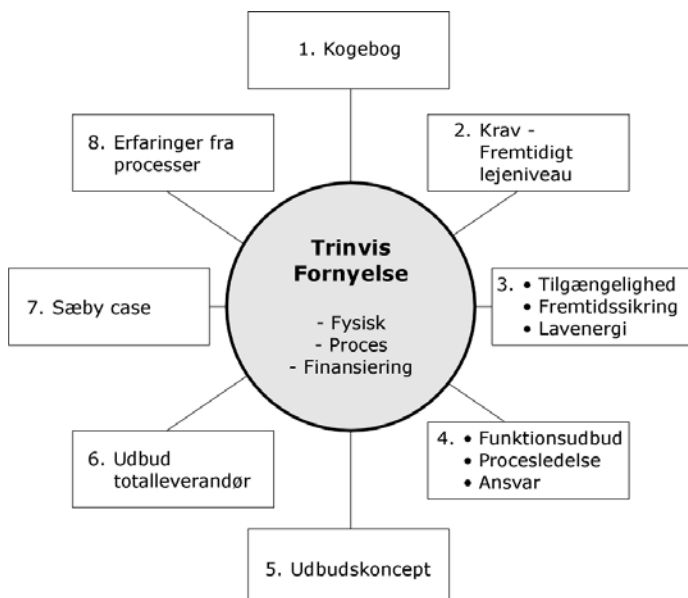 1. Kogebog
2. Krav -
Fremtidigt
lejeniveau
3. • Tilgængelighed
• Fremtidssikring
• Lavenergi
4. • Funktionsudbud
• Procesledelse
• Ansvar
5. Udbudskoncept
6. Udbud
totalleverandør
7. Sæby case
8. Erfaringer fra
processer
Trinvis
Fornyelse
- Fysisk
- Proces
- Finansiering